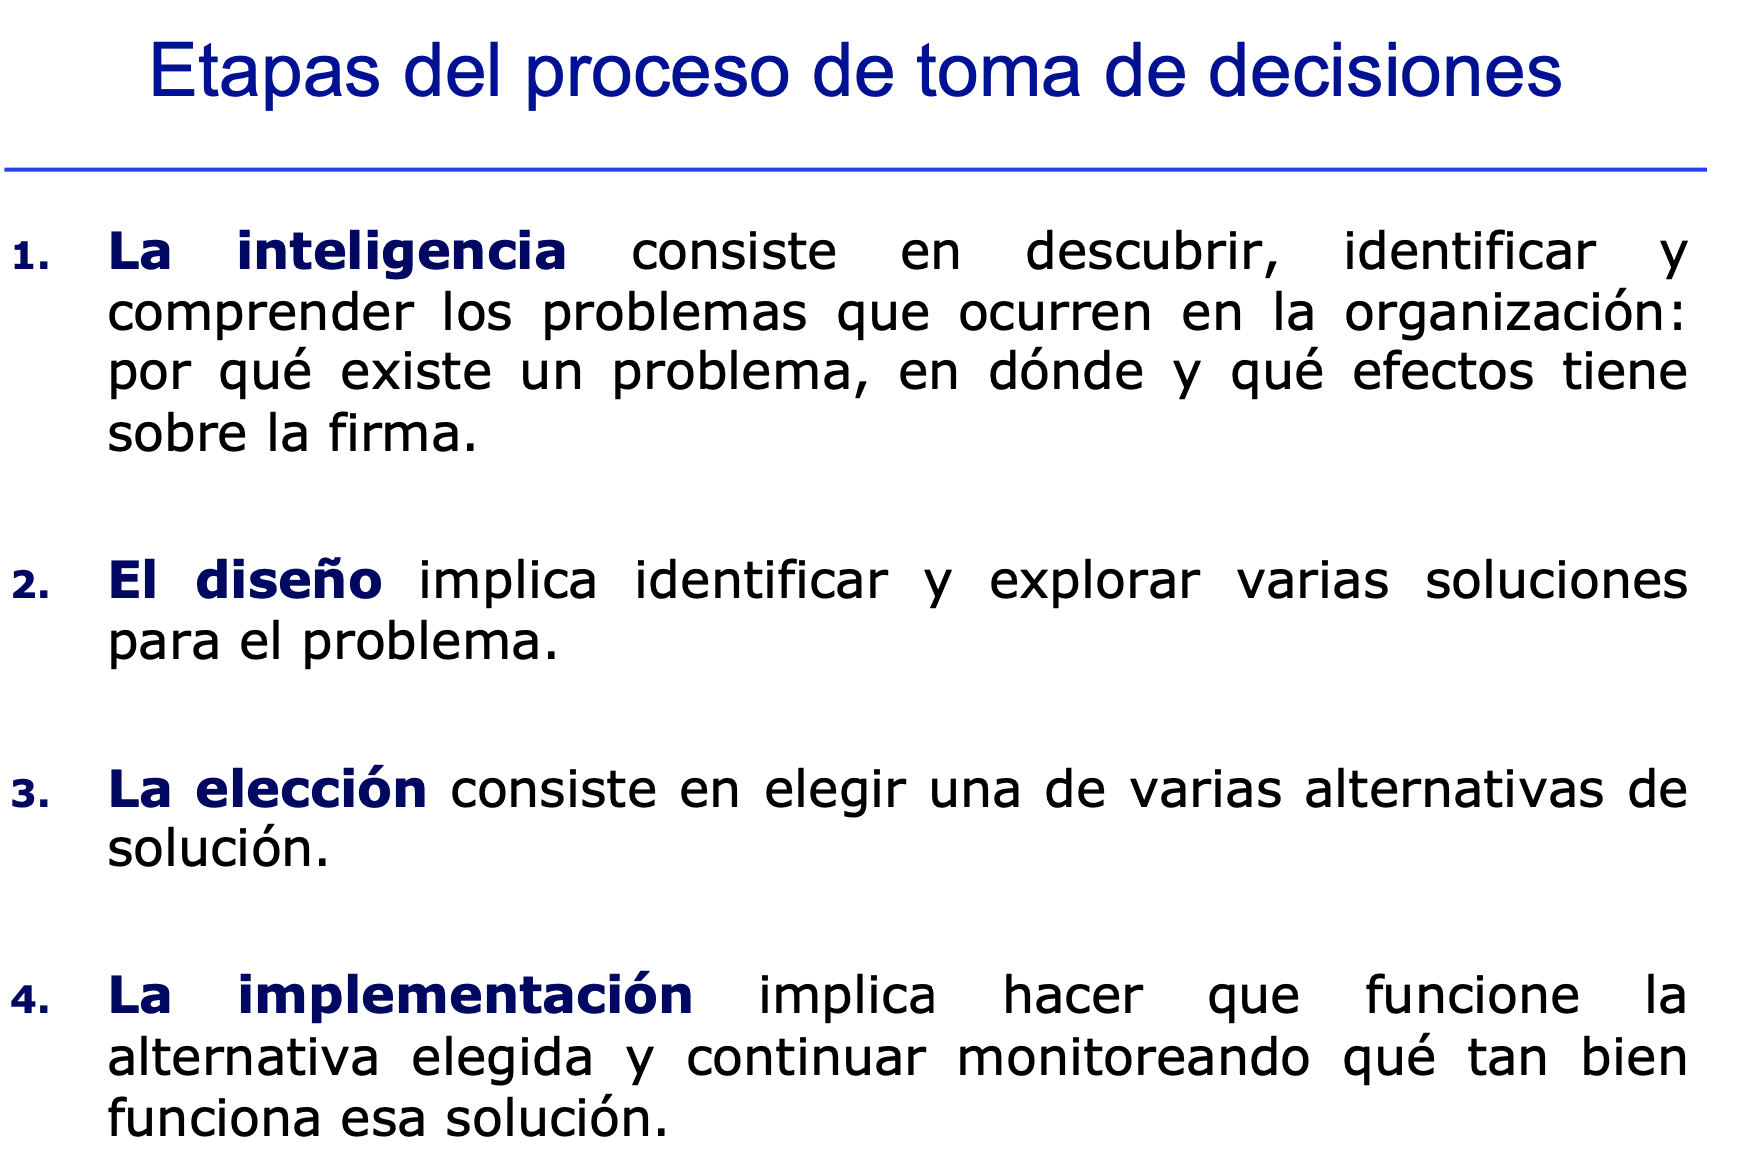 Etapas del proceso de toma de decisiones
1. La inteligencia consiste en descubrir, identificar y
comprender los problemas que ocurren en la organización:
por qué existe un problema, en dónde y qué efectos tiene
sobre la firma.
2. El diseño implica identificar y explorar varias soluciones
para el problema.
3. La elección consiste en elegir una de varias alternativas de
solución.
4. La implementación implica hacer que funcione la
alternativa elegida y continuar monitoreando qué tan bien
funciona esa solución.